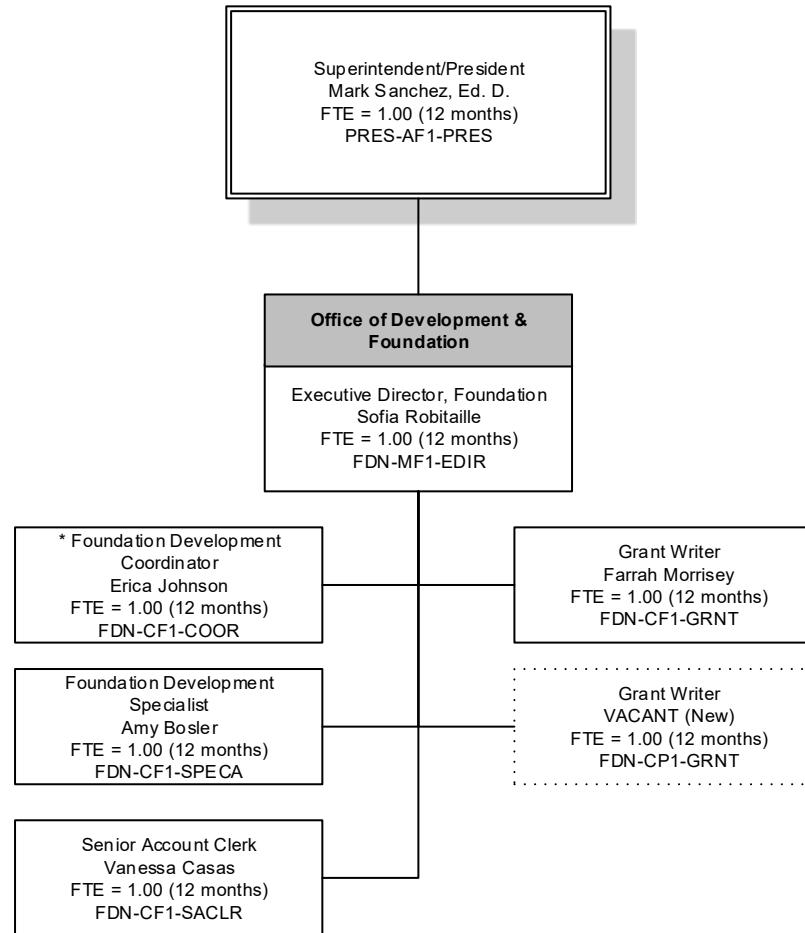 Superintendent/President
Mark Sanchez, Ed. D.
FTE = 1.00 (12 months)
PRES-AF1-PRES
Office of Development &
Foundation
Executive Director, Foundation
Sofia Robitaille
FTE = 1.00 (12 months)
FDN-MF1-EDIR
* Foundation Development
Coordinator
Erica Johnson
FTE = 1.00 (12 months)
FDN-CF1-COOR
Grant Writer
Farrah Morrisey
FTE = 1.00 (12 months)
FDN-CF1-GRNT
Foundation Development
Specialist
Amy Bosler
FTE = 1.00 (12 months)
FDN-CF1-SPECA
Grant Writer
VACANT (New)
FTE = 1.00 (12 months)
FDN-CP1-GRNT
Senior Account Clerk
Vanessa Casas
FTE = 1.00 (12 months)
FDN-CF1-SACLR